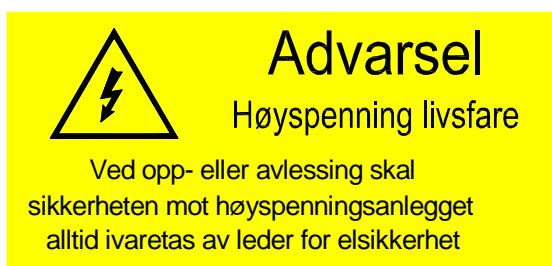 Advarsel
Høyspenning livsfare
Ved opp- eller avlessing skal
sikkerheten mot høyspenningsanlegget
alltid ivaretas av leder for elsikkerhet